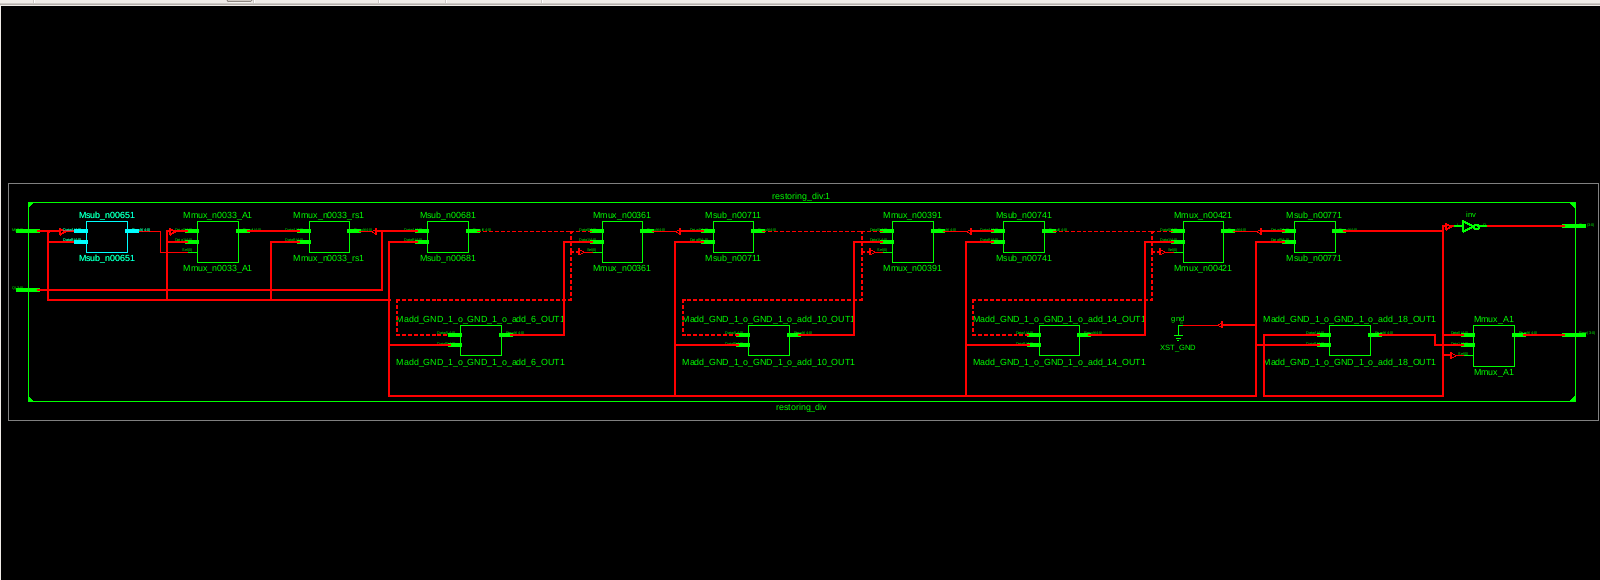 restoring_div:1
Msub_n00651
Mmux_n0033_A1
Mmux_n0033_rs1
Msub_n00681
Mmux_n00361
Msub_n00711
Mmux_n00391
Msub_n00741
Mmux_n00421
Msub_n00771
inv
Msub_n00651
Mmux_n0033_A1
Mmux_n0033_rs1
Msub_n00681
Mmux_n00361
Msub_n00711
Mmux_n00391
Msub_n00741
Mmux_n00421
Msub_n00771
Madd_GND_1_o_GND_1_o_add_6_OUT1
Madd_GND_1_o_GND_1_o_add_10_OUT1
Madd_GND_1_o_GND_1_o_add_14_OUT1
gnd
Madd_GND_1_o_GND_1_o_add_18_OUT1
Mmux_A1
XST_GND
Madd_GND_1_o_GND_1_o_add_6_OUT1
Madd_GND_1_o_GND_1_o_add_10_OUT1
Madd_GND_1_o_GND_1_o_add_14_OUT1
Madd_GND_1_o_GND_1_o_add_18_OUT1
Mmux_A1
restoring_div